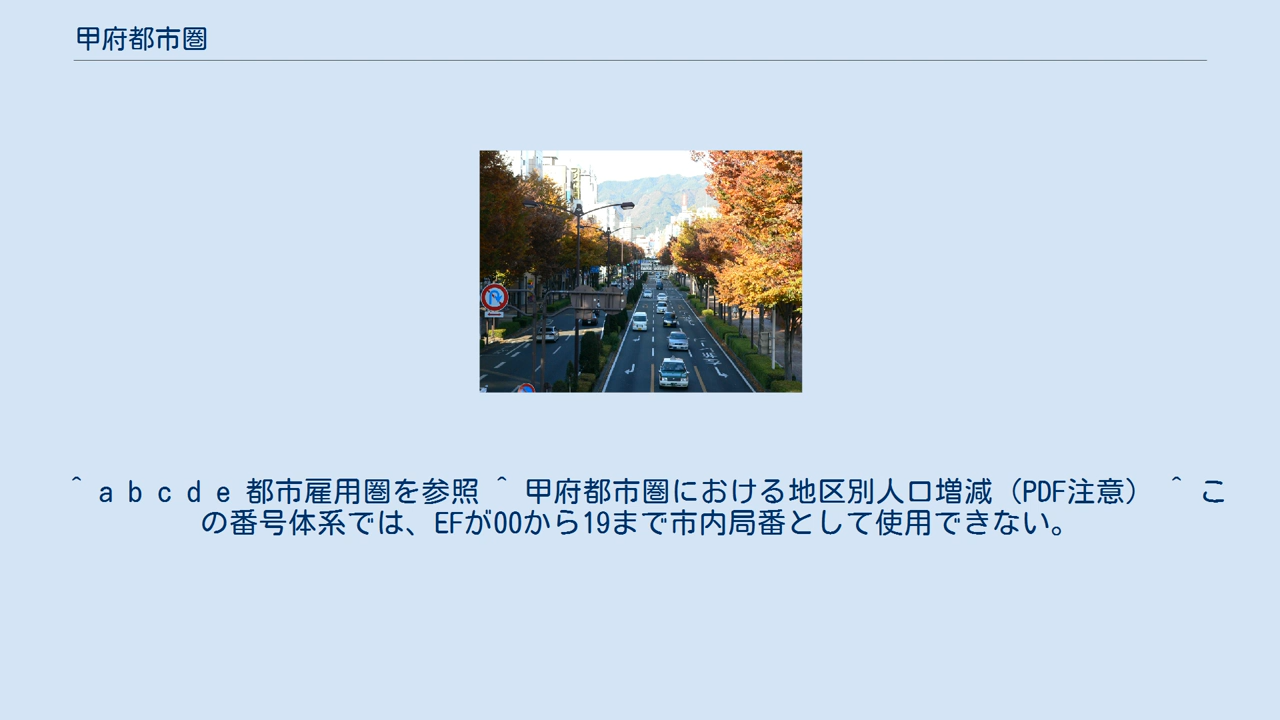 甲府都市圏
^ a b c d e 都市雇用圏を参照 ^ 甲府都市圏における地区別人口増減（PDF注意） ^ こ
の番号体系では、EFが00から19まで市内局番として使用できない。